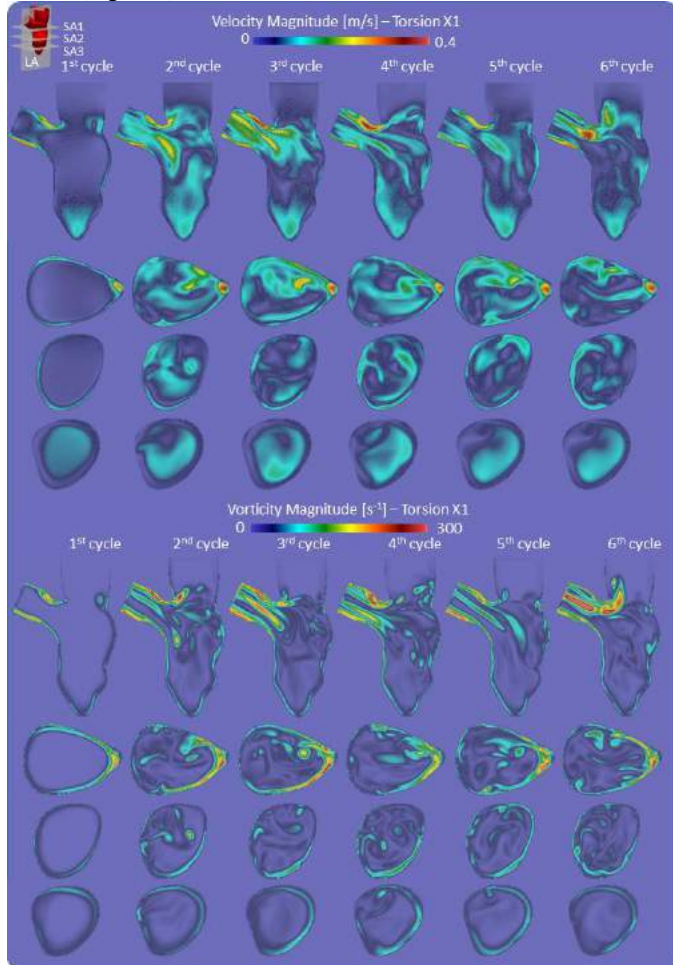 Velocity Magnitude [m/s] – Torsion X1
0 0.4
SA1
SA2
SA3
LA
1st cycle 2nd cycle 3rd cycle 4th cycle 5th cycle 6th cycle
Vorticity Magnitude [s-1] – Torsion X1
0 300
1st cycle 2nd cycle 3rd cycle 4th cycle 5th cycle 6th cycle